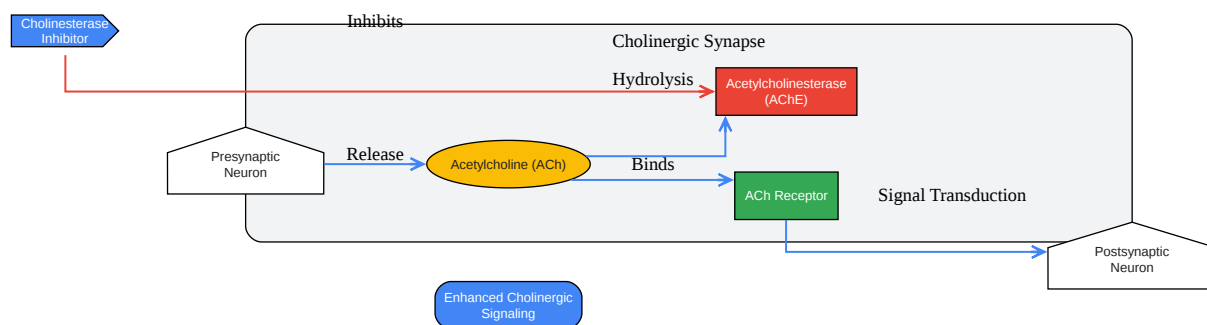 Cholinesterase
Inhibitor
Inhibits
Cholinergic Synapse
Hydrolysis
Acetylcholinesterase
(AChE)
Presynaptic
Neuron
Release
Acetylcholine (ACh)
Binds
ACh Receptor
Signal Transduction
Postsynaptic
Neuron
Enhanced Cholinergic
Signaling